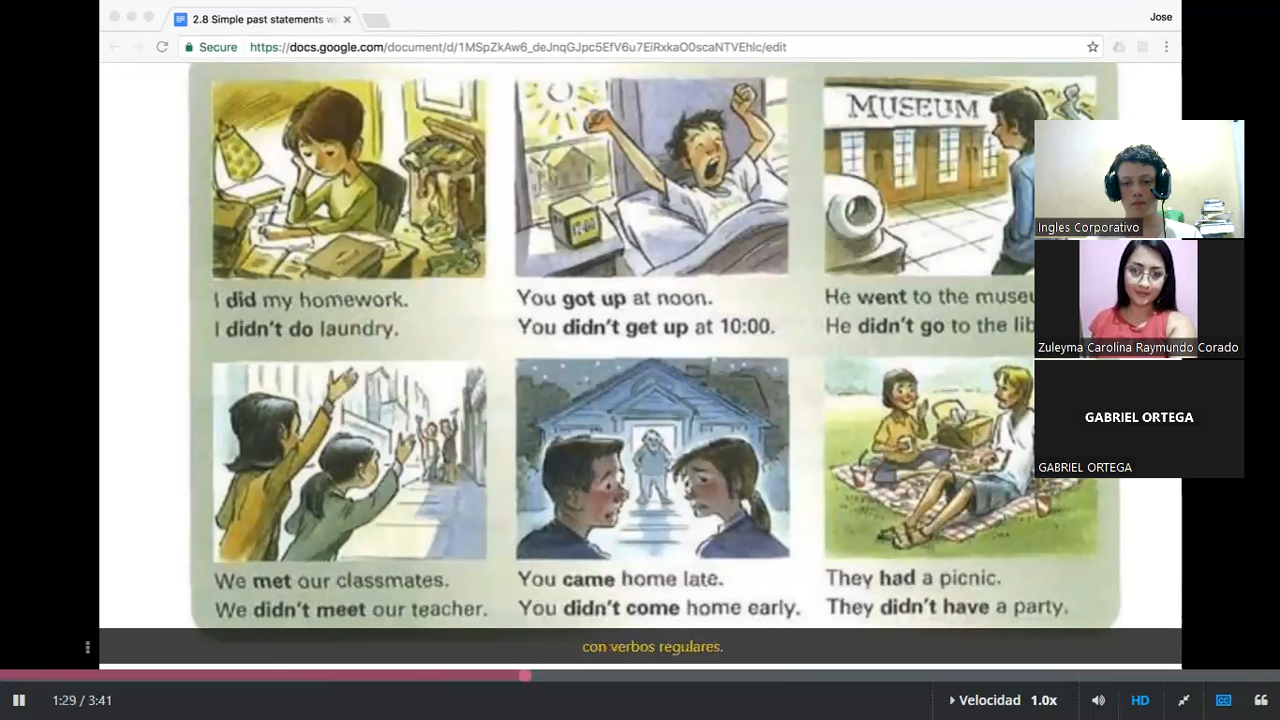 2.8 Simple past statements wi
Jose
Secure
https://docs.google.com/document/d/1MSpZkAw6_deJnqGJpc5EfV6u7EiRxkaO0scaNTVEhlc/edit
MUSEUM
Ingles Corporativo
I did my homework.
I didn't do laundry.
You got up at noon.
You didn't get up at 10:00.
He went to the museu
He didn't go to the lib
Zuleyma Carolina Raymundo Corado
GABRIEL ORTEGA
GABRIEL ORTEGA
We met our classmates.
We didn't meet our teacher.
You came home late.
You didn't come home early.
They had a picnic.
They didn't have a party.
con verbos regulares.
1:29 / 3:41
Velocidad 1.0x
HD
CC